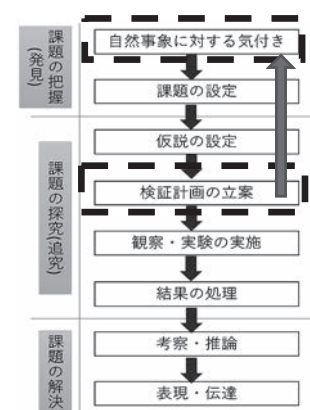 課題の把握
(発見)
自然事象に対する気付き
課題の設定
課題の探究(追究)
仮説の設定
検証計画の立案
観察・実験の実施
結果の処理
課題の解決
考察・推論
表現・伝達